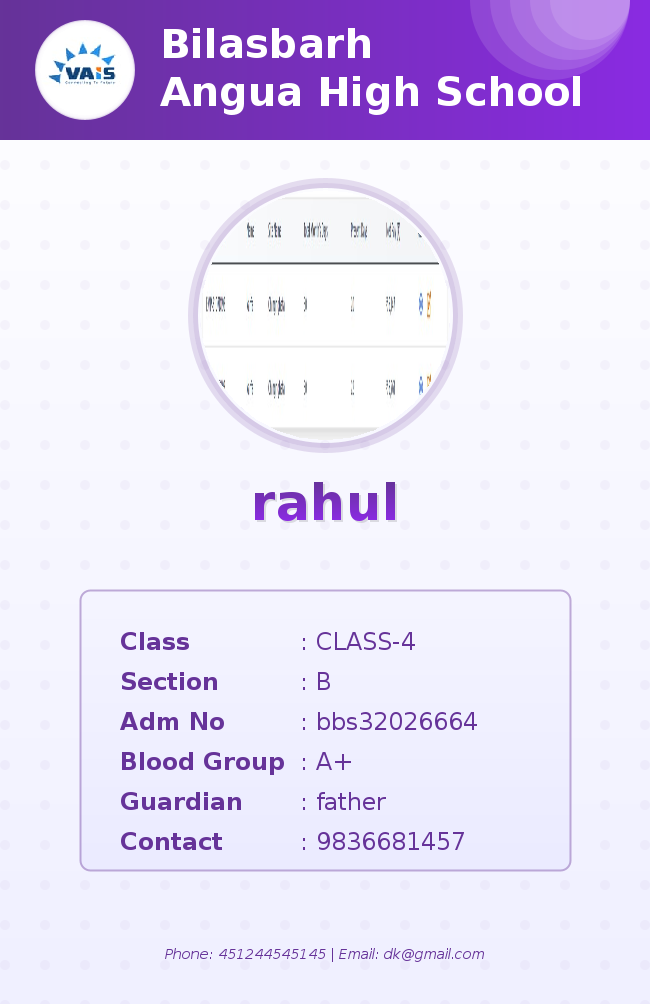 Bilasbarh
Angua High School
VAiS
rahul
Class : CLASS-4
Section : B
Adm No : bbs32026664
Blood Group : A+
Guardian : father
Contact : 9836681457
Phone: 451244545145 | Email: dk@gmail.com